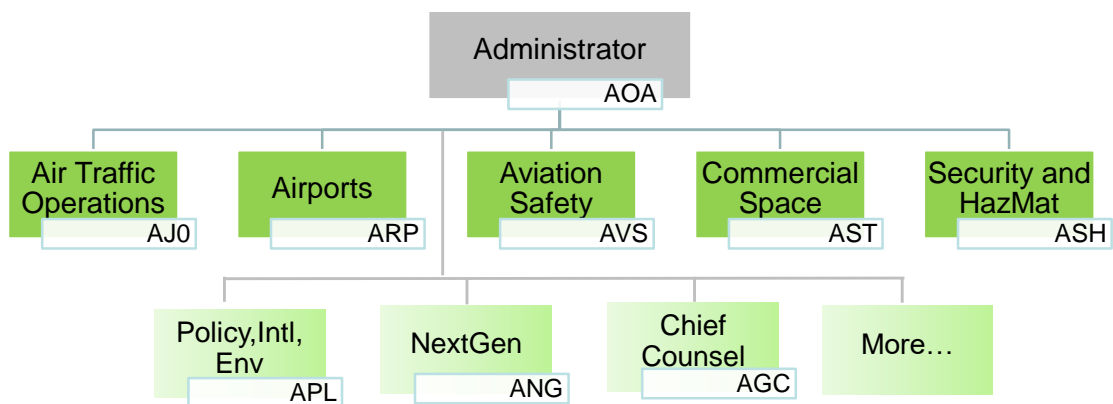 Administrator
AOA
Air Traffic
Operations
AJ0
Airports
ARP
Aviation
Safety
AVS
Commercial
Space
AST
Security and
HazMat
ASH
Policy,Intl,
Env
APL
NextGen
ANG
Chief
Counsel
AGC
More…